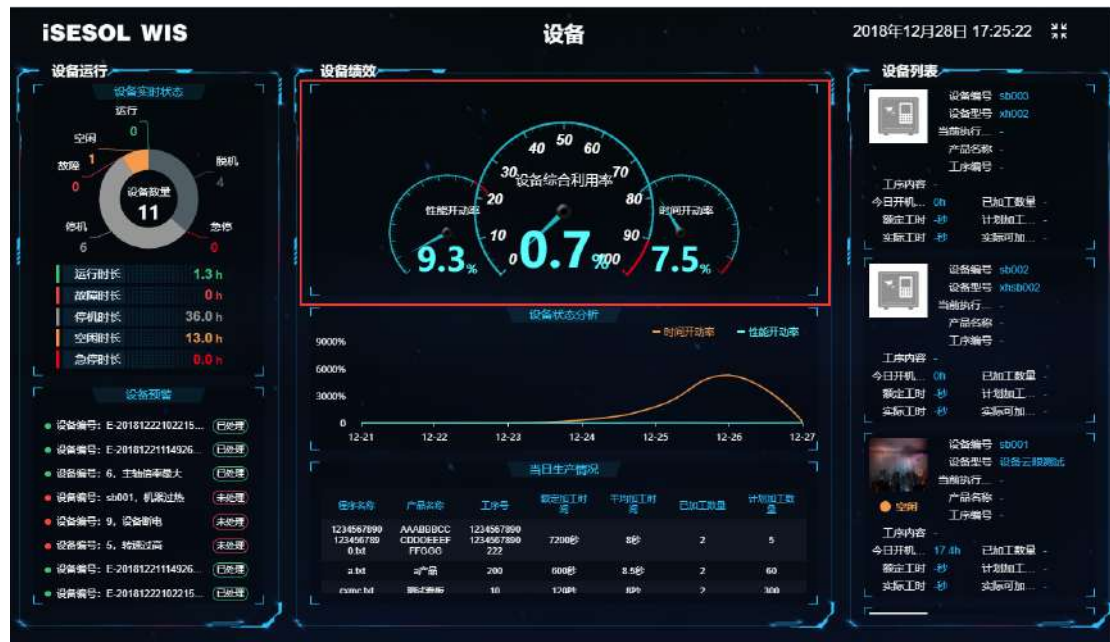 iSESOL WIS
设备
2018年12月28日 17:25:22
设备运行
设备实时状态
运行
0
空闲
1
故障
0
脱机
4
设备数量
11
停机
6
急停
0
运行时长 1.3 h
故障时长 0 h
停机时长 36.0 h
空闲时长 13.0 h
急停时长 0.0 h
设备预警
设备编号: E-20181222102215... 已处理
设备编号: E-20181221114926... 已处理
设备编号: 6, 主轴倍率最大 已处理
设备编号: sb001, 机器过热 未处理
设备编号: 9, 设备断电 未处理
设备编号: 5, 转速过高 未处理
设备编号: E-20181221114926... 已处理
设备编号: E-20181222102215... 已处理
设备绩效
0 10 20 30 40 50 60 70 80 90 100
设备综合利用率
0.7%
性能开动率
9.3%
时间开动率
7.5%
设备状态分析
时间开动率 性能开动率
9000%
6000%
3000%
0
12-21 12-22 12-23 12-24 12-25 12-26 12-27
当日生产情况
程序名称 产品名称 工序号 额定加工时间 平均加工时间 已加工数量 计划加工数量
1234567890 AAABBBCC 1234567890
123456789 CDDDEEEF 1234567890 7200秒 8秒 2 5
0.txt FFGGG 222
a.txt a产品 200 600秒 8.5秒 2 60
10 120秒 8秒 2 300
设备列表
设备编号 sb003
设备型号 xh002
当前执行... -
产品名称 -
工序编号 -
工序内容 -
今日开机... 0h 已加工数量 -
额定工时 -秒 计划加工... -
实际工时 -秒 实际可加... -
设备编号 sb002
设备型号 xhsb002
当前执行... -
产品名称 -
工序编号 -
工序内容 -
今日开机... 0h 已加工数量 -
额定工时 -秒 计划加工... -
实际工时 -秒 实际可加... -
设备编号 sb001
设备型号 设备云眼测试
当前执行... -
空闲
产品名称 -
工序编号 -
工序内容 -
今日开机... 17.4h 已加工数量 -
额定工时 -秒 计划加工... -
实际工时 -秒 实际可加... -